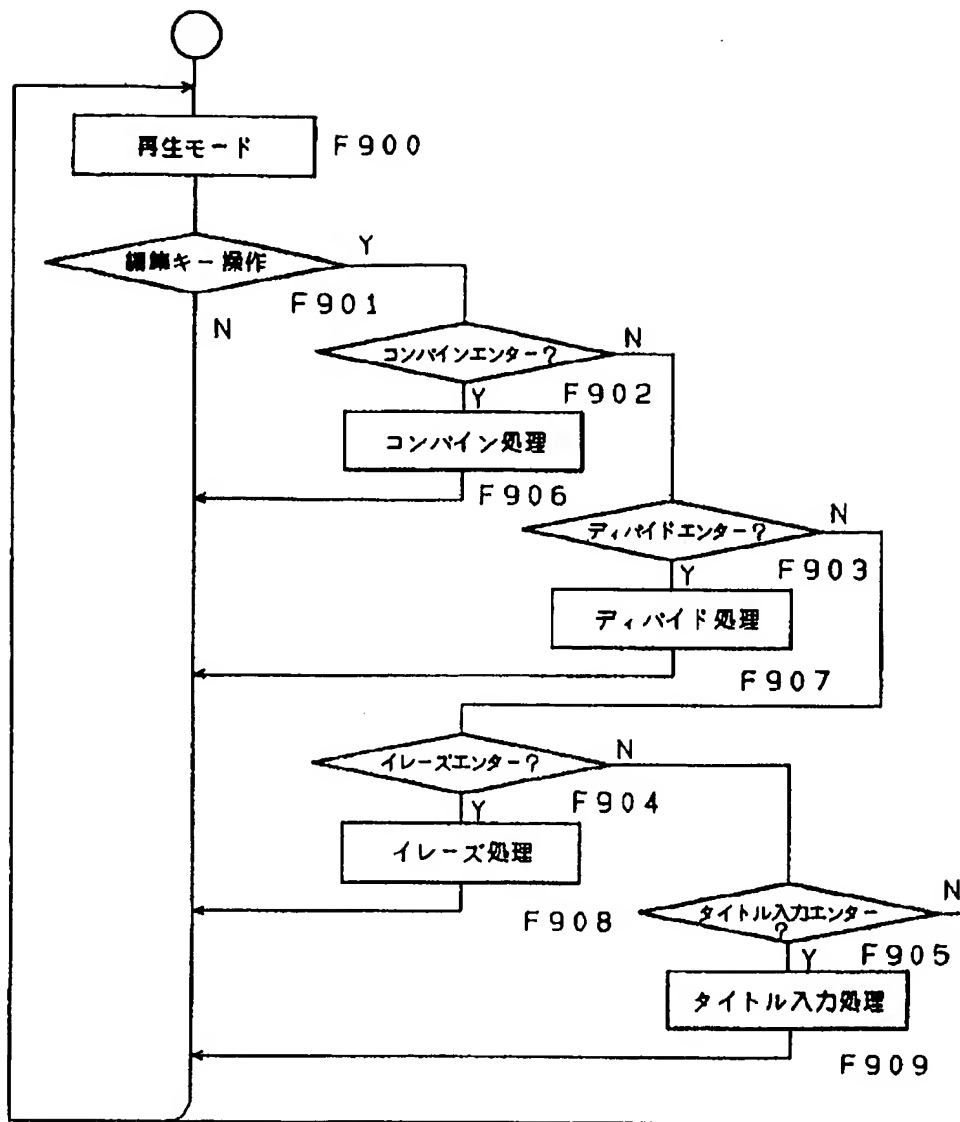 再生モード
F900
編集キー操作
Y
F901
N
コンバインエンター?
N
F902
Y
コンバイン処理
F906
ディバイドエンター?
N
F903
Y
ディバイド処理
F907
イレーズエンター?
N
F904
Y
イレーズ処理
F908
タイトル入力エンター
?
N
F905
Y
タイトル入力処理
F909